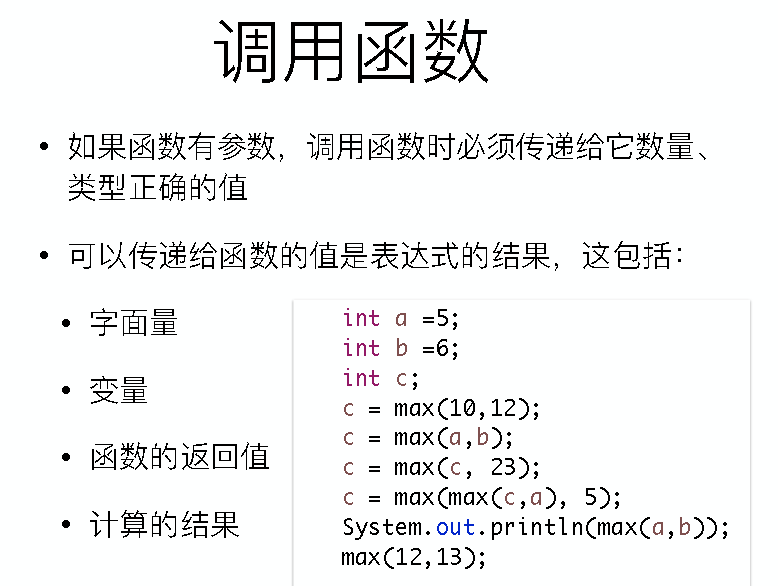 调用函数
• 如果函数有参数，调用函数时必须传递给它数量、
类型正确的值
• 可以传递给函数的值是表达式的结果，这包括：
• 字面量
• 变量
• 函数的返回值
• 计算的结果
int a =5;
int b =6;
int c;
c = max(10,12);
c = max(a,b);
c = max(c, 23);
c = max(max(c,a), 5);
System.out.println(max(a,b));
max(12,13);